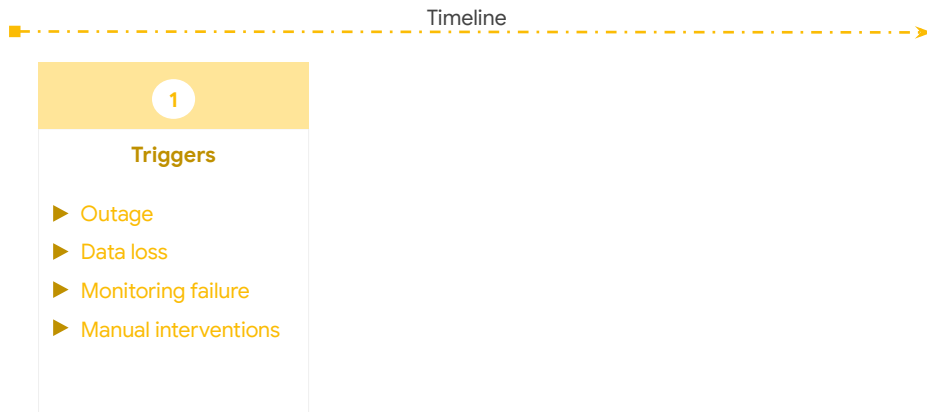 Timeline
1
Triggers
Outage
Data loss
Monitoring failure
Manual interventions